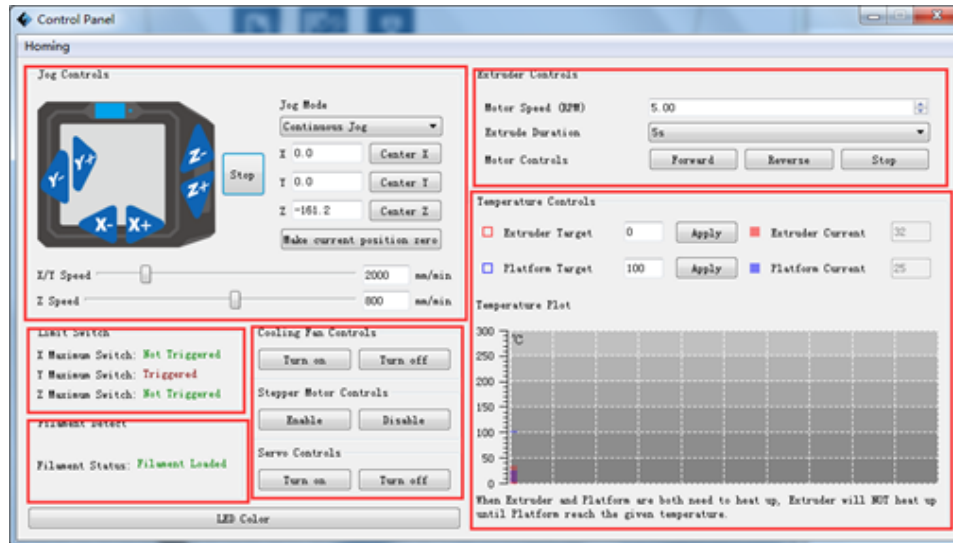 Control Panel
Homing
Jog Controls
Y-
Y+
Z-
Z+
X-
X+
Stop
Jog Mode
Continuous Jog
X 0.0 Center X
Y 0.0 Center Y
Z -161.2 Center Z
Make current position zero
X/Y Speed 2000 mm/min
Z Speed 800 mm/min
Limit Switch
X Maximum Switch: Not Triggered
Y Maximum Switch: Triggered
Z Maximum Switch: Not Triggered
Filament Detect
Filament Status: Filament Loaded
Cooling Fan Controls
Turn on Turn off
Stepper Motor Controls
Enable Disable
Servo Controls
Turn on Turn off
LED Color
Extruder Controls
Motor Speed (RPM) 5.00
Extrude Duration 5s
Motor Controls Forward Reverse Stop
Temperature Controls
Extruder Target 0 Apply Extruder Current 32
Platform Target 100 Apply Platform Current 25
Temperature Plot
300 °C
250
200
150
100
50
0
When Extruder and Platform are both need to heat up, Extruder will NOT heat up
until Platform reach the given temperature.